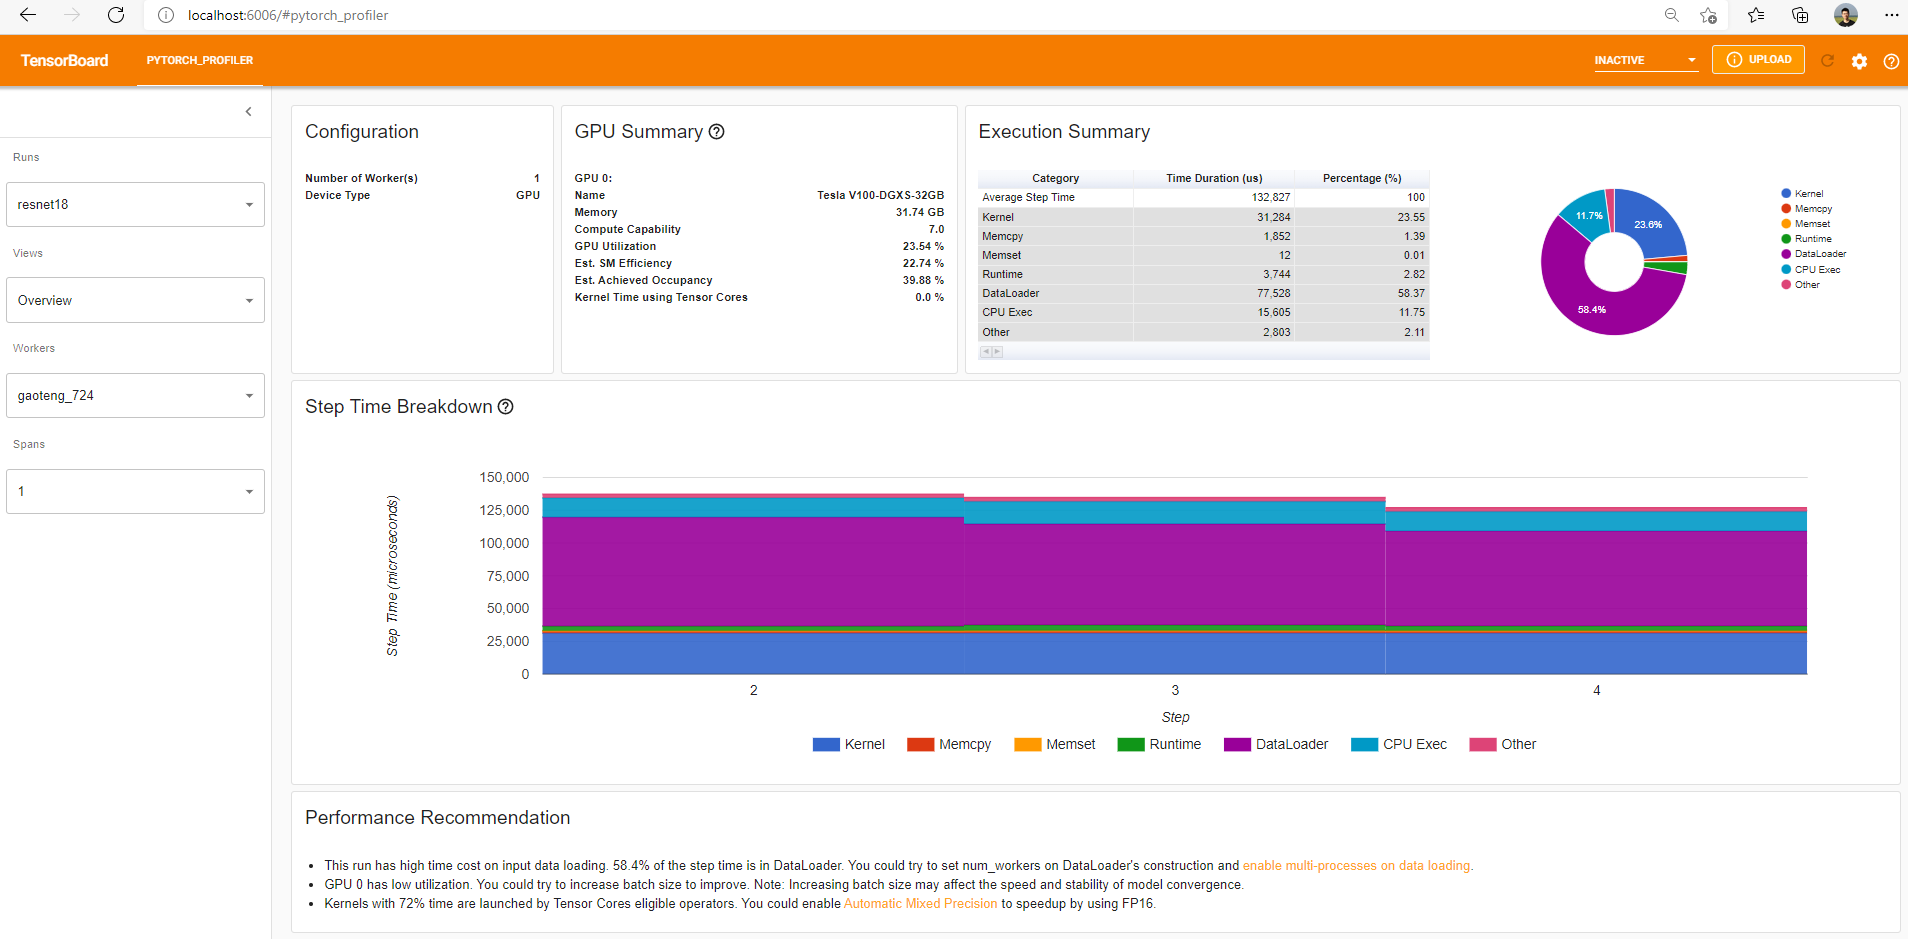 localhost:6006/#pytorch_profiler
TensorBoard
PYTORCH_PROFILER
INACTIVE
UPLOAD
Runs
resnet18
Views
Overview
Workers
gaoteng_724
Spans
1
Configuration
Number of Worker(s) 1
Device Type GPU
GPU Summary
GPU 0:
Name Tesla V100-DGXS-32GB
Memory 31.74 GB
Compute Capability 7.0
GPU Utilization 23.54 %
Est. SM Efficiency 22.74 %
Est. Achieved Occupancy 39.88 %
Kernel Time using Tensor Cores 0.0 %
Execution Summary
Category Time Duration (us) Percentage (%)
Average Step Time 132,827 100
Kernel 31,284 23.55
Memcpy 1,852 1.39
Memset 12 0.01
Runtime 3,744 2.82
DataLoader 77,528 58.37
CPU Exec 15,605 11.75
Other 2,803 2.11
11.7%
23.6%
58.4%
Kernel
Memcpy
Memset
Runtime
DataLoader
CPU Exec
Other
Step Time Breakdown
Step Time (microseconds)
150,000
125,000
100,000
75,000
50,000
25,000
0
2 3 4
Step
Kernel Memcpy Memset Runtime DataLoader CPU Exec Other
Performance Recommendation
• This run has high time cost on input data loading. 58.4% of the step time is in DataLoader. You could try to set num_workers on DataLoader's construction and enable multi-processes on data loading.
• GPU 0 has low utilization. You could try to increase batch size to improve. Note: Increasing batch size may affect the speed and stability of model convergence.
• Kernels with 72% time are launched by Tensor Cores eligible operators. You could enable Automatic Mixed Precision to speedup by using FP16.